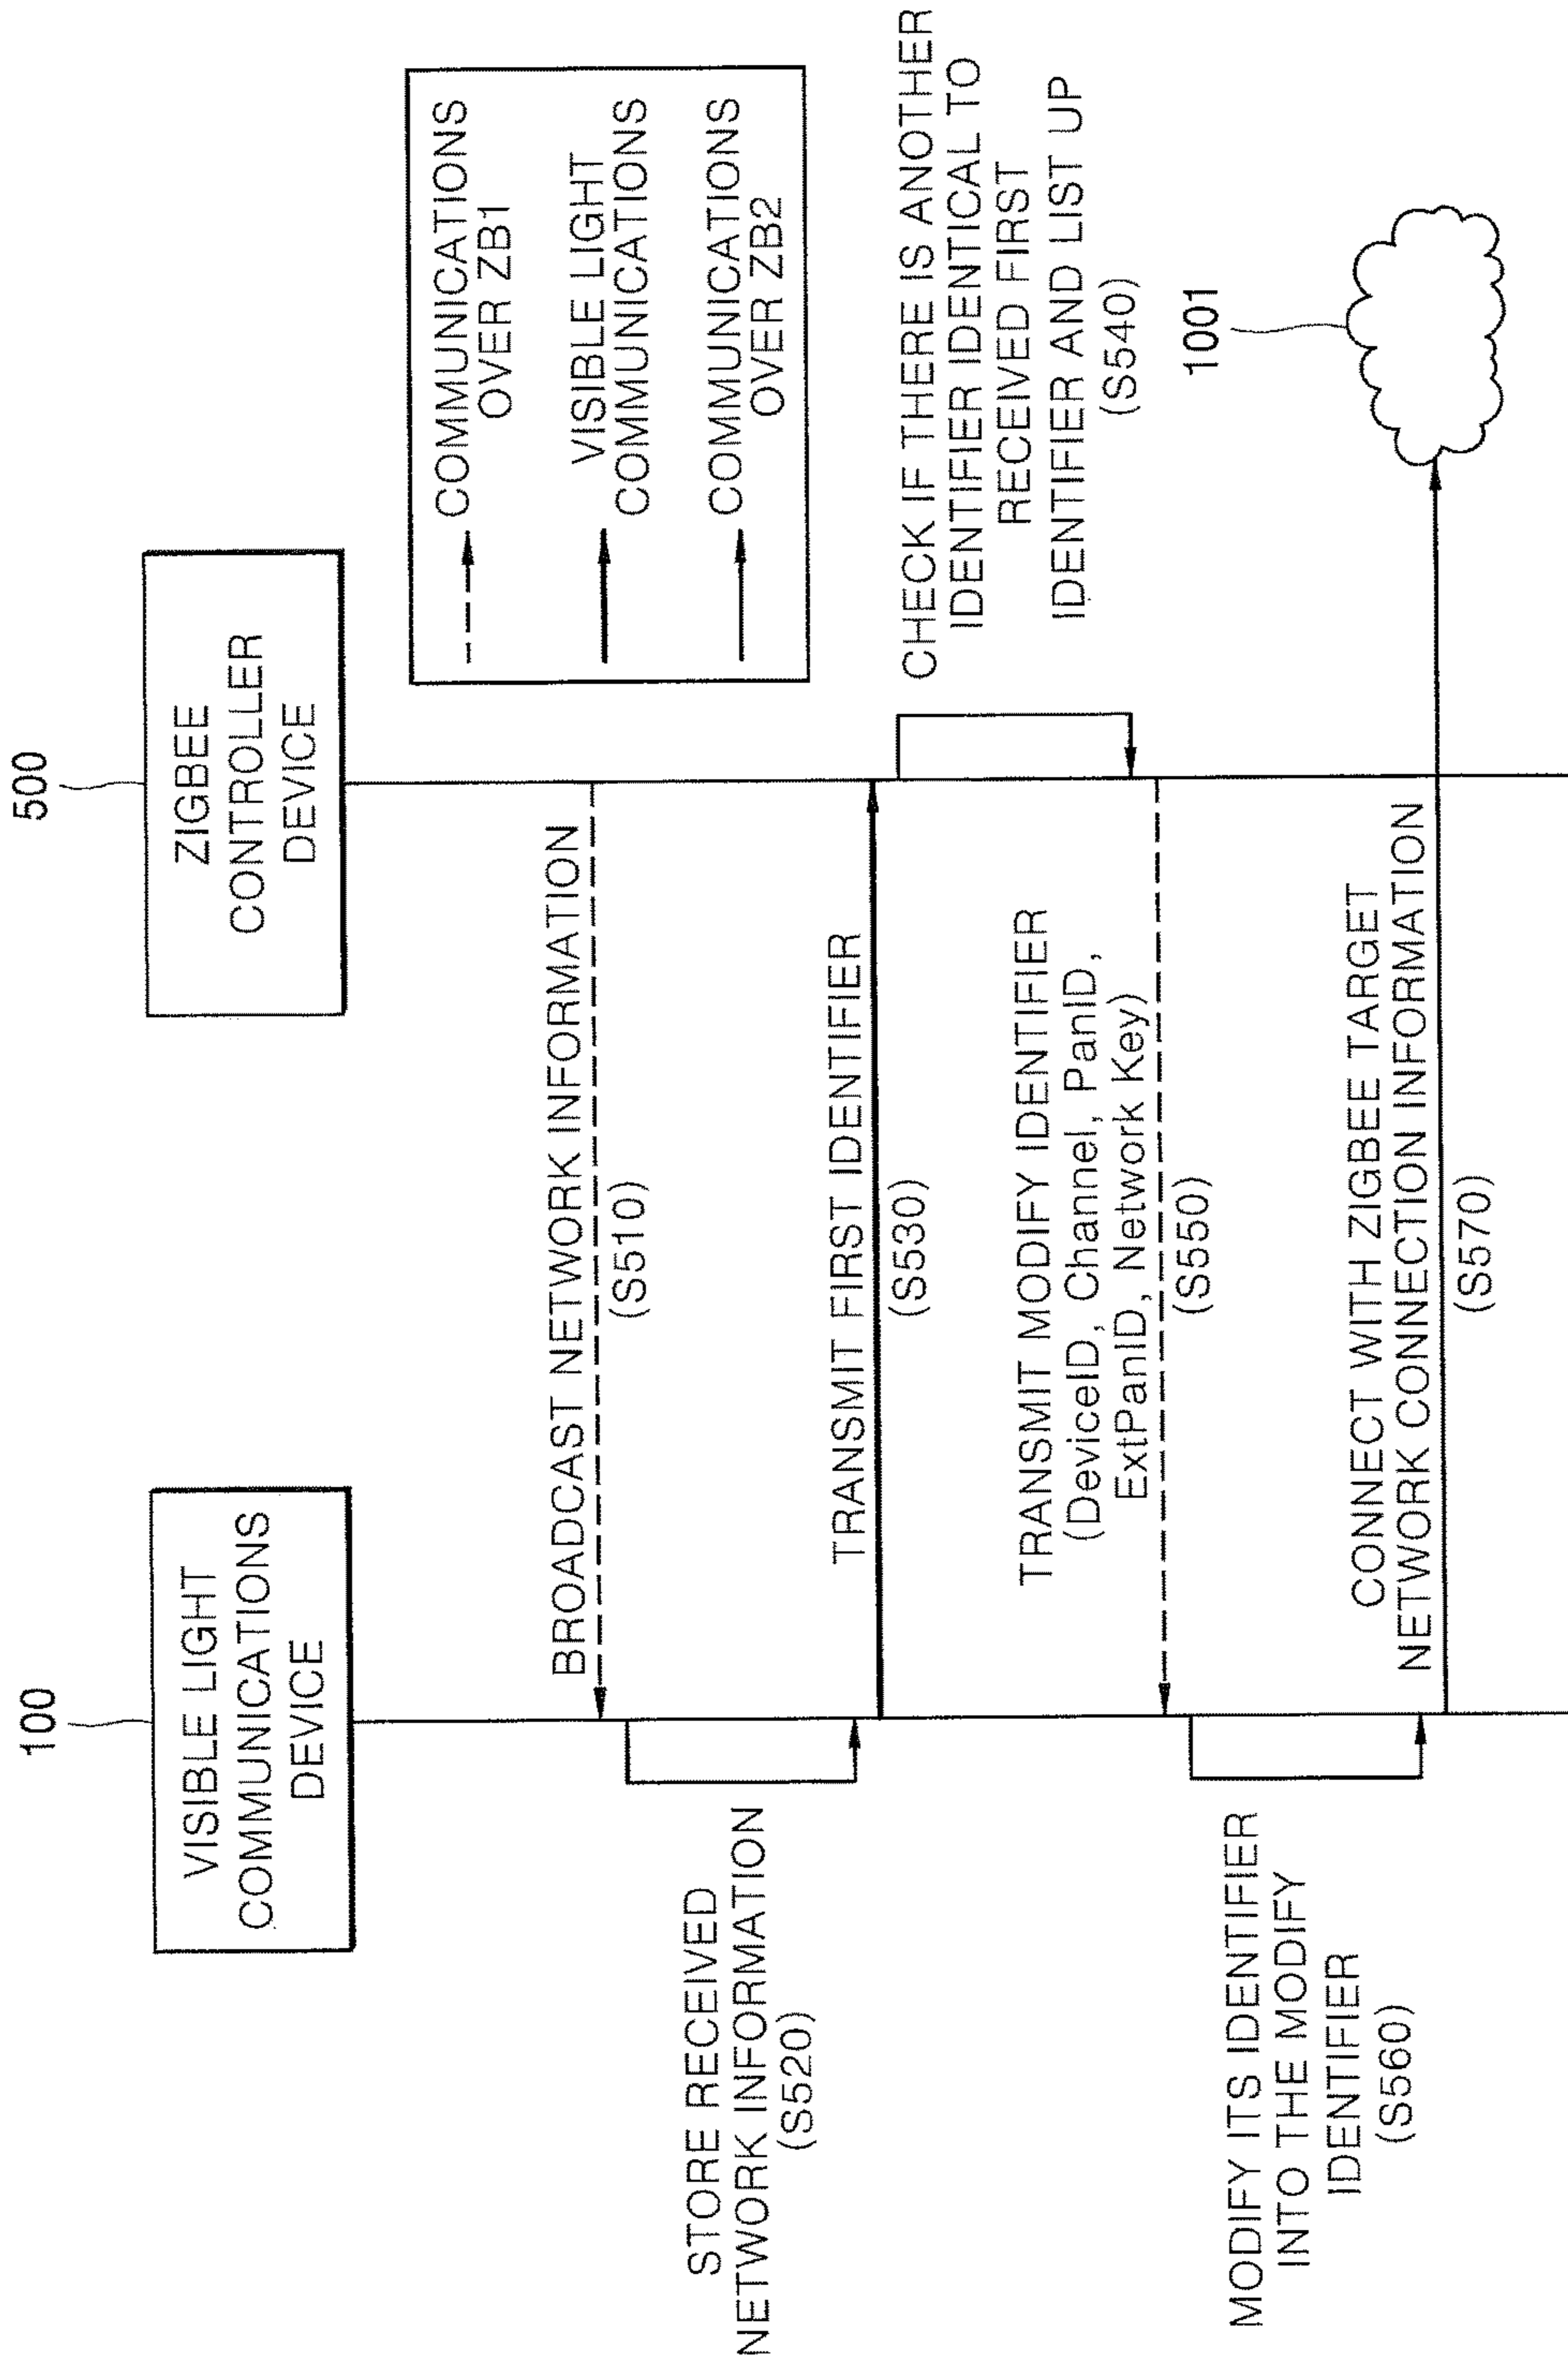 100
VISIBLE LIGHT
COMMUNICATIONS
DEVICE
500
ZIGBEE
CONTROLLER
DEVICE
COMMUNICATIONS
OVER ZB1
VISIBLE LIGHT
COMMUNICATIONS
COMMUNICATIONS
OVER ZB2
BROADCAST NETWORK INFORMATION
(S510)
STORE RECEIVED
NETWORK INFORMATION
(S520)
TRANSMIT FIRST IDENTIFIER
(S530)
CHECK IF THERE IS ANOTHER
IDENTIFIER IDENTICAL TO
RECEIVED FIRST
IDENTIFIER AND LIST UP
(S540)
TRANSMIT MODIFY IDENTIFIER
(DeviceID, Channel, PanID,
ExtPanID, Network Key)
(S550)
MODIFY ITS IDENTIFIER
INTO THE MODIFY
IDENTIFIER
(S560)
CONNECT WITH ZIGBEE TARGET
NETWORK CONNECTION INFORMATION
(S570)
1001